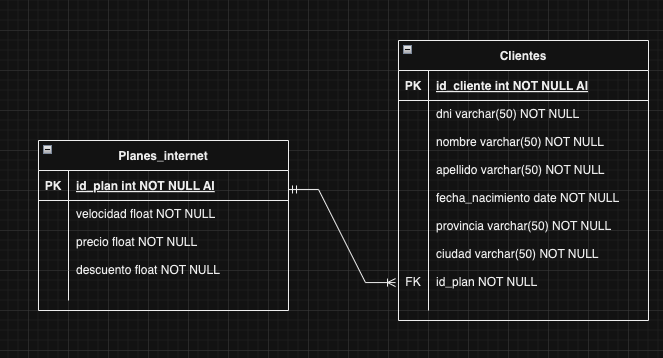 Clientes
PK id_cliente int NOT NULL AI
dni varchar(50) NOT NULL
nombre varchar(50) NOT NULL
apellido varchar(50) NOT NULL
fecha_nacimiento date NOT NULL
provincia varchar(50) NOT NULL
ciudad varchar(50) NOT NULL
FK id_plan NOT NULL
Planes_internet
PK id_plan int NOT NULL AI
velocidad float NOT NULL
precio float NOT NULL
descuento float NOT NULL